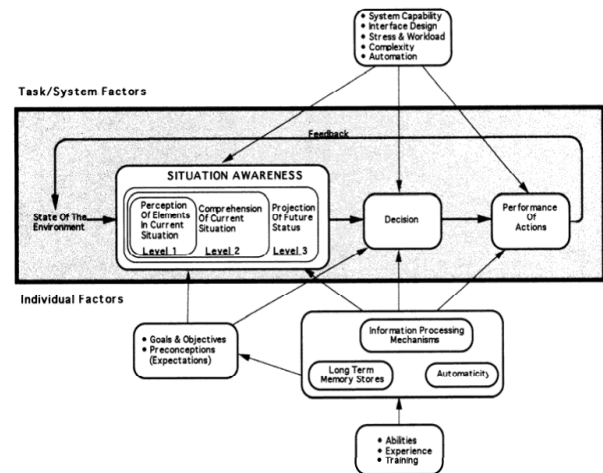 • System Capability
• Interface Design
• Stress & Workload
• Complexity
• Automation
Task/System Factors
Feedback
SITUATION AWARENESS
State Of The
Environment
Perception
Of Elements
In Current
Situation
Level 1
Comprehension
Of Current
Situation
Level 2
Projection
Of Future
Status
Level 3
Decision
Performance
Of
Actions
Individual Factors
• Goals & Objectives
• Preconceptions
(Expectations)
Information Processing
Mechanisms
Long Term
Memory Stores
Automaticity
• Abilities
• Experience
• Training